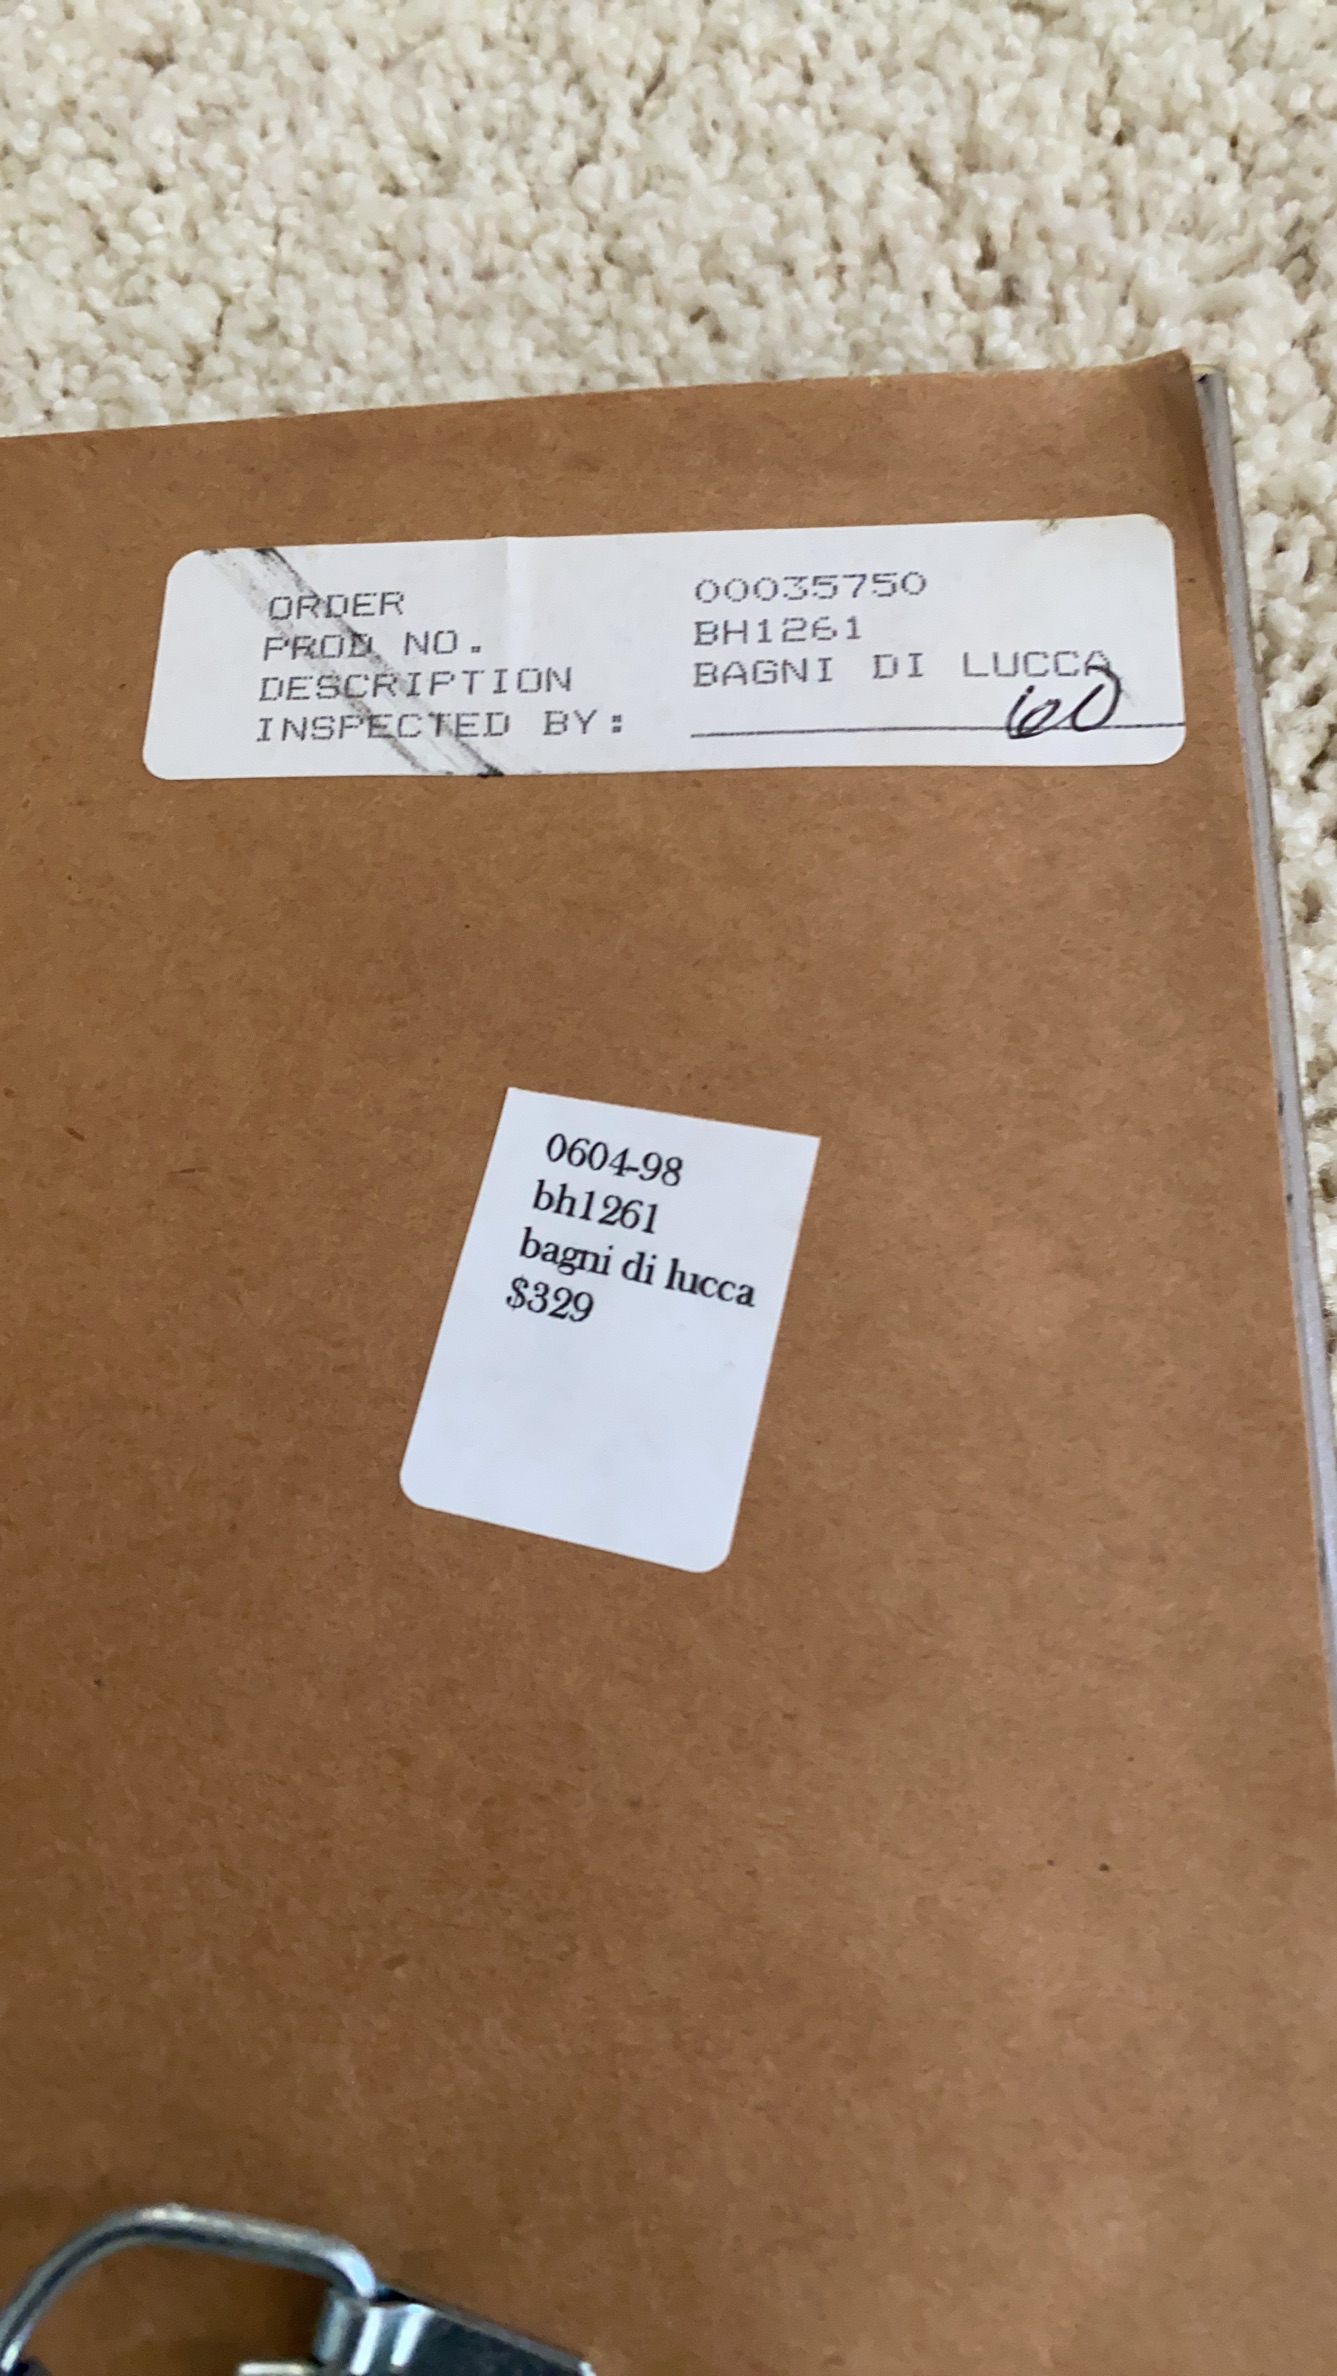 ORDER 00035750
PROD NO. BH1261
DESCRIPTION BAGNI DI LUCCA
INSPECTED BY:
0604-98
bh1261
bagni di lucca
$329